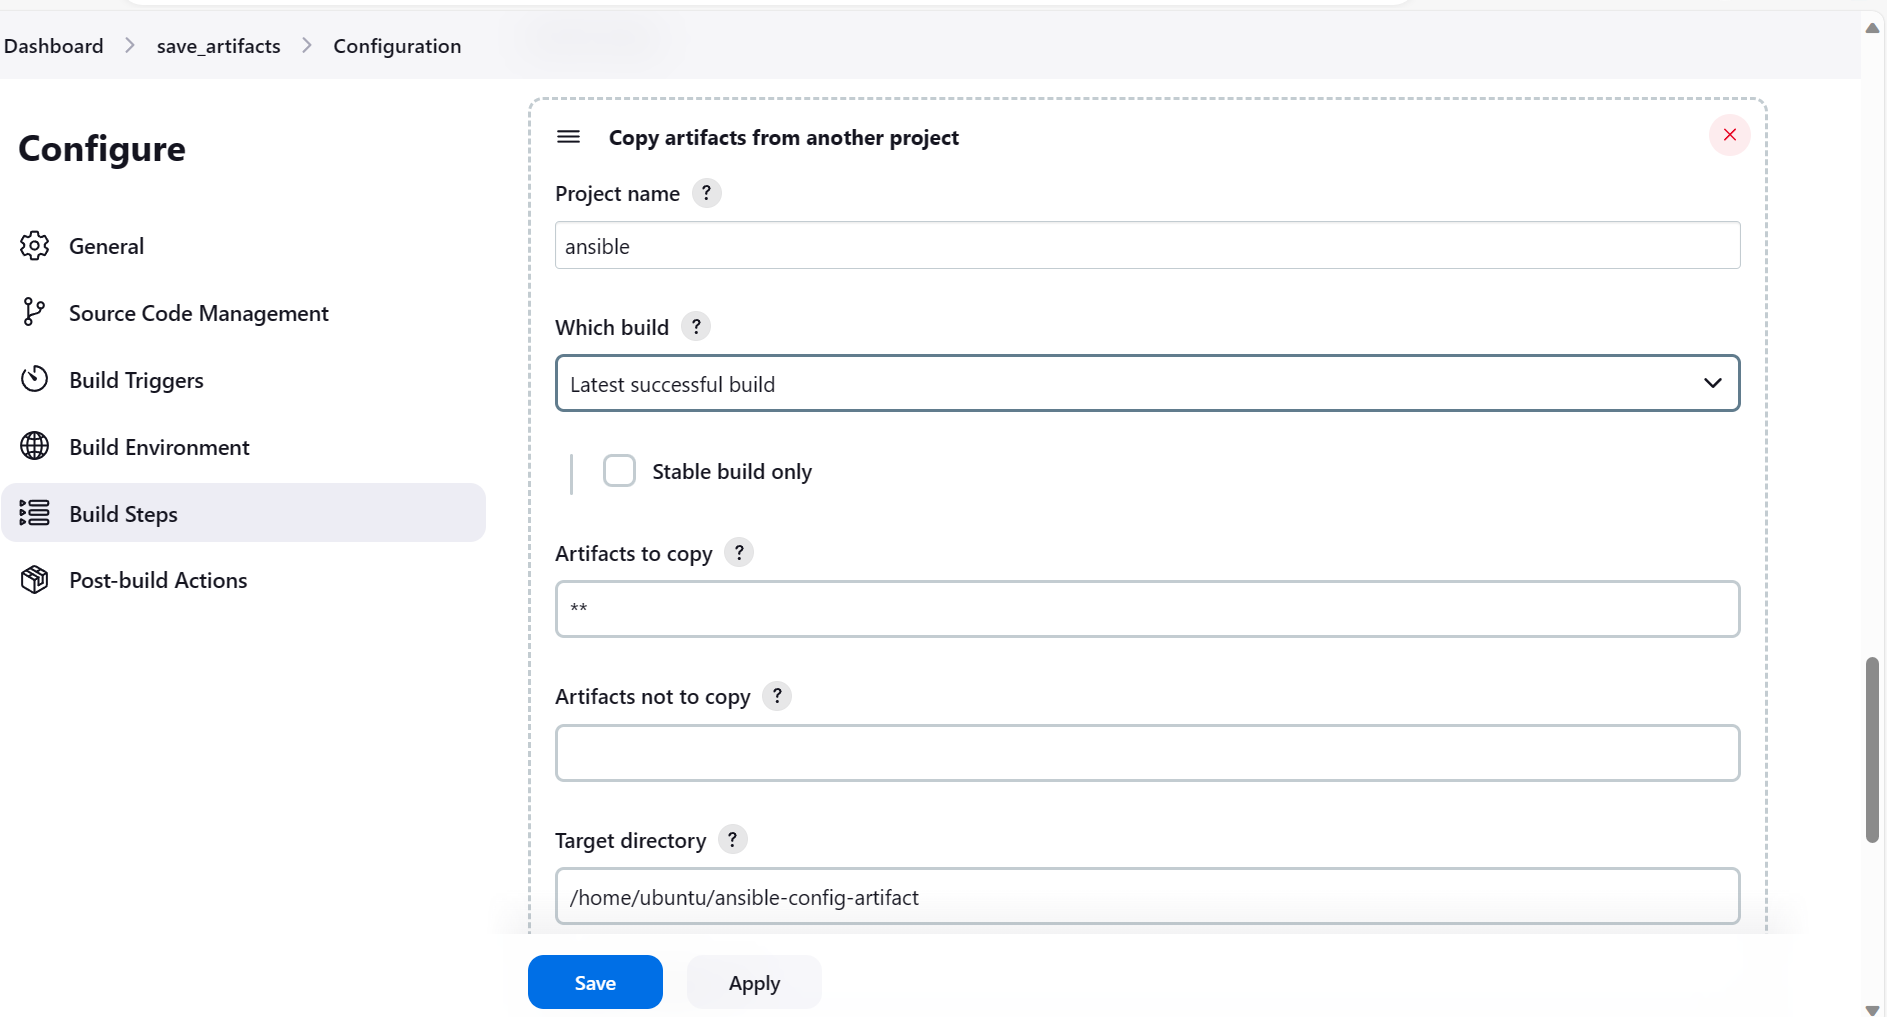 Dashboard > save_artifacts > Configuration
Configure
General
Source Code Management
Build Triggers
Build Environment
Build Steps
Post-build Actions
Copy artifacts from another project
Project name ?
ansible
Which build ?
Latest successful build
Stable build only
Artifacts to copy ?
**
Artifacts not to copy ?
Target directory ?
/home/ubuntu/ansible-config-artifact
Save Apply